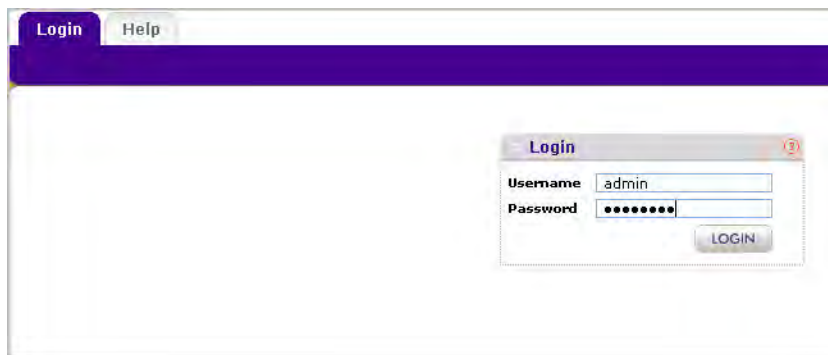 Login Help
Login
Username admin
Password ••••••••
LOGIN